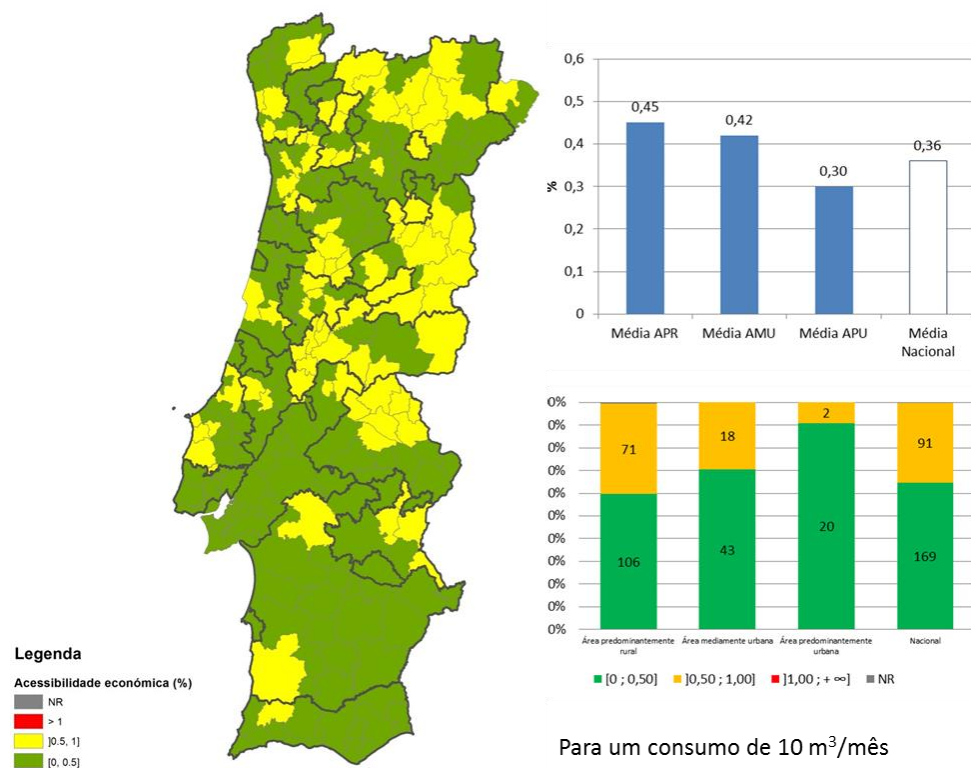 Legenda
Acessibilidade económica (%)
NR
> 1
]0.5, 1]
[0, 0.5]
0,6
0,5
0,4
0,3
0,2
0,1
0
%
0,45
0,42
0,30
0,36
Média APR
Média AMU
Média APU
Média
Nacional
0%
0%
0%
0%
0%
0%
0%
0%
0%
0%
0%
71
18
2
91
106
43
20
169
Área predominantemente
rural
Área mediamente urbana
Área predominantemente
urbana
Nacional
[0 ; 0,50]
]0,50 ; 1,00]
]1,00 ; + ∞]
NR
Para um consumo de 10 m³/mês